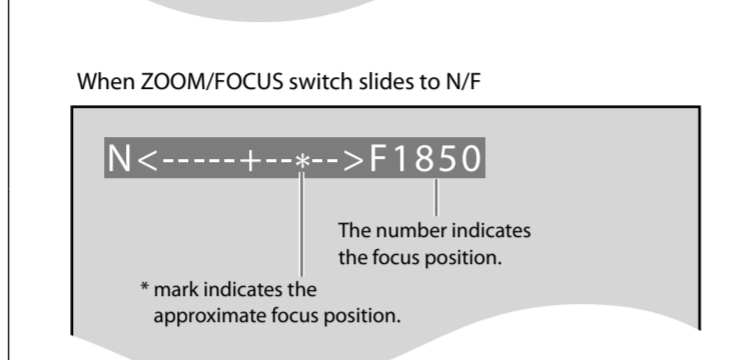 When ZOOM/FOCUS switch slides to N/F
N<-----+--*-->F1850
The number indicates
the focus position.
* mark indicates the
approximate focus position.